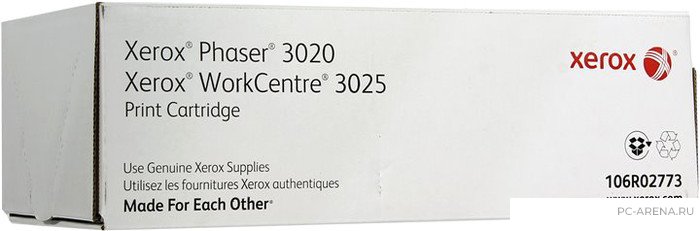 Xerox® Phaser® 3020
Xerox® WorkCentre® 3025
Print Cartridge
xerox
Use Genuine Xerox Supplies
Utilisez les fournitures Xerox authentiques
Made For Each Other®
106R02773
PC-ARENA.RU